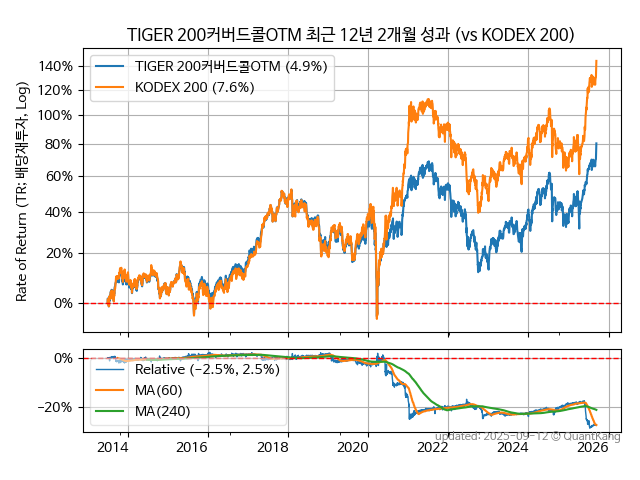 TIGER 200커버드콜OTM 최근 12년 2개월 성과 (vs KODEX 200)
Rate of Return (TR: 배당재투자, Log)
140%
120%
100%
80%
60%
40%
20%
0%
TIGER 200커버드콜OTM (4.9%)
KODEX 200 (7.6%)
0%
−20%
Relative (−2.5%, 2.5%)
MA(60)
MA(240)
2014 2016 2018 2020 2022 2024 2026
updated: 2025-09-12 © QuantKang